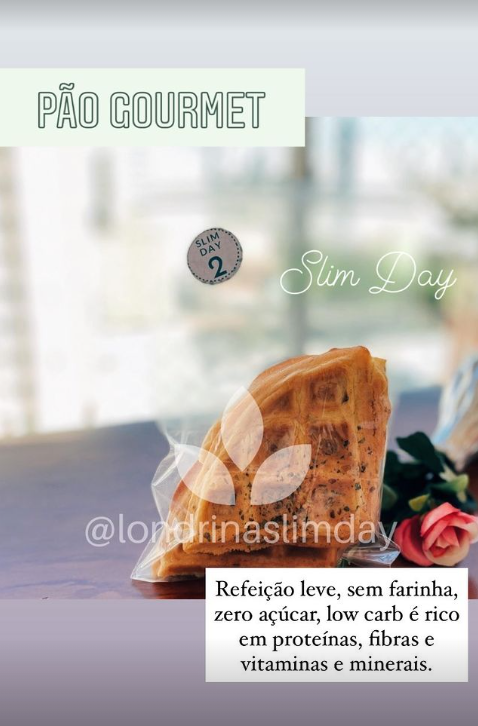 PÃO GOURMET
SLIM
DAY
2
Slim Day
@londrinaslimday
Refeição leve, sem farinha,
zero açúcar, low carb é rico
em proteínas, fibras e
vitaminas e minerais.